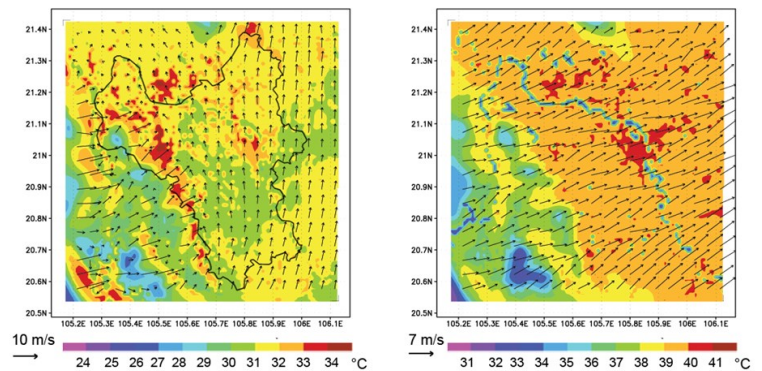 21.4N
21.3N
21.2N
21.1N
21N
20.9N
20.8N
20.7N
20.6N
20.5N
105.2E 105.3E 105.4E 105.5E 105.6E 105.7E 105.8E 105.9E 106E 106.1E
10 m/s
24 25 26 27 28 29 30 31 32 33 34 °C
21.4N
21.3N
21.2N
21.1N
21N
20.9N
20.8N
20.7N
20.6N
20.5N
105.2E 105.3E 105.4E 105.5E 105.6E 105.7E 105.8E 105.9E 106E 106.1E
7 m/s
31 32 33 34 35 36 37 38 39 40 41 °C